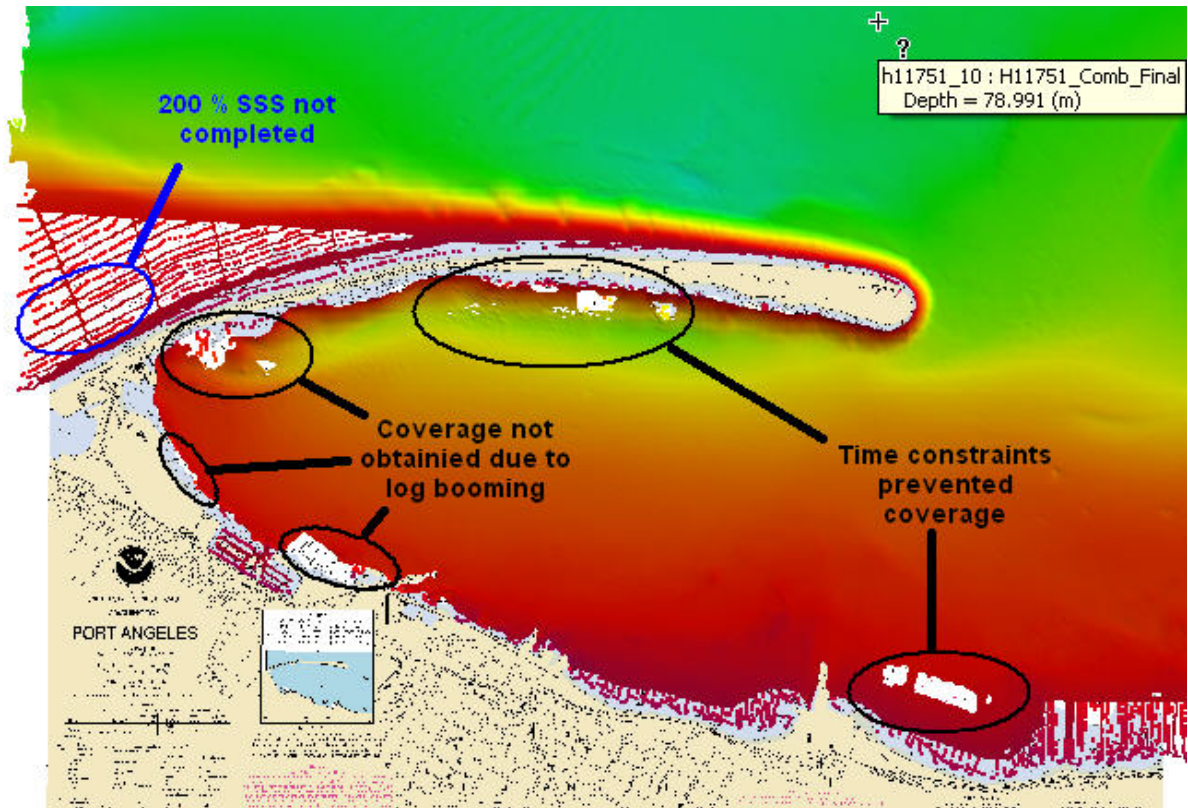 h11751_10 : H11751_Comb_Final
Depth = 78.991 (m)
200 % SSS not
completed
Coverage not
obtainied due to
log booming
Time constraints
prevented
coverage
PORT ANGELES